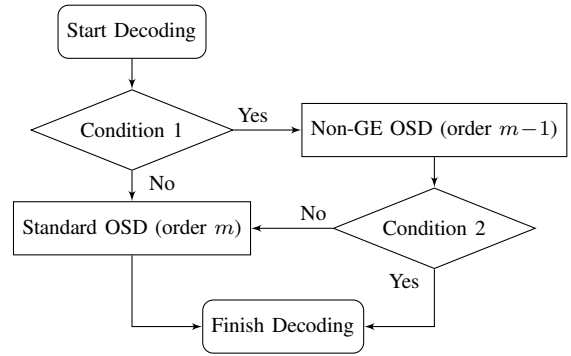 Start Decoding
Condition 1
Yes
Non-GE OSD (order m−1)
No
Standard OSD (order m)
No
Condition 2
Yes
Finish Decoding